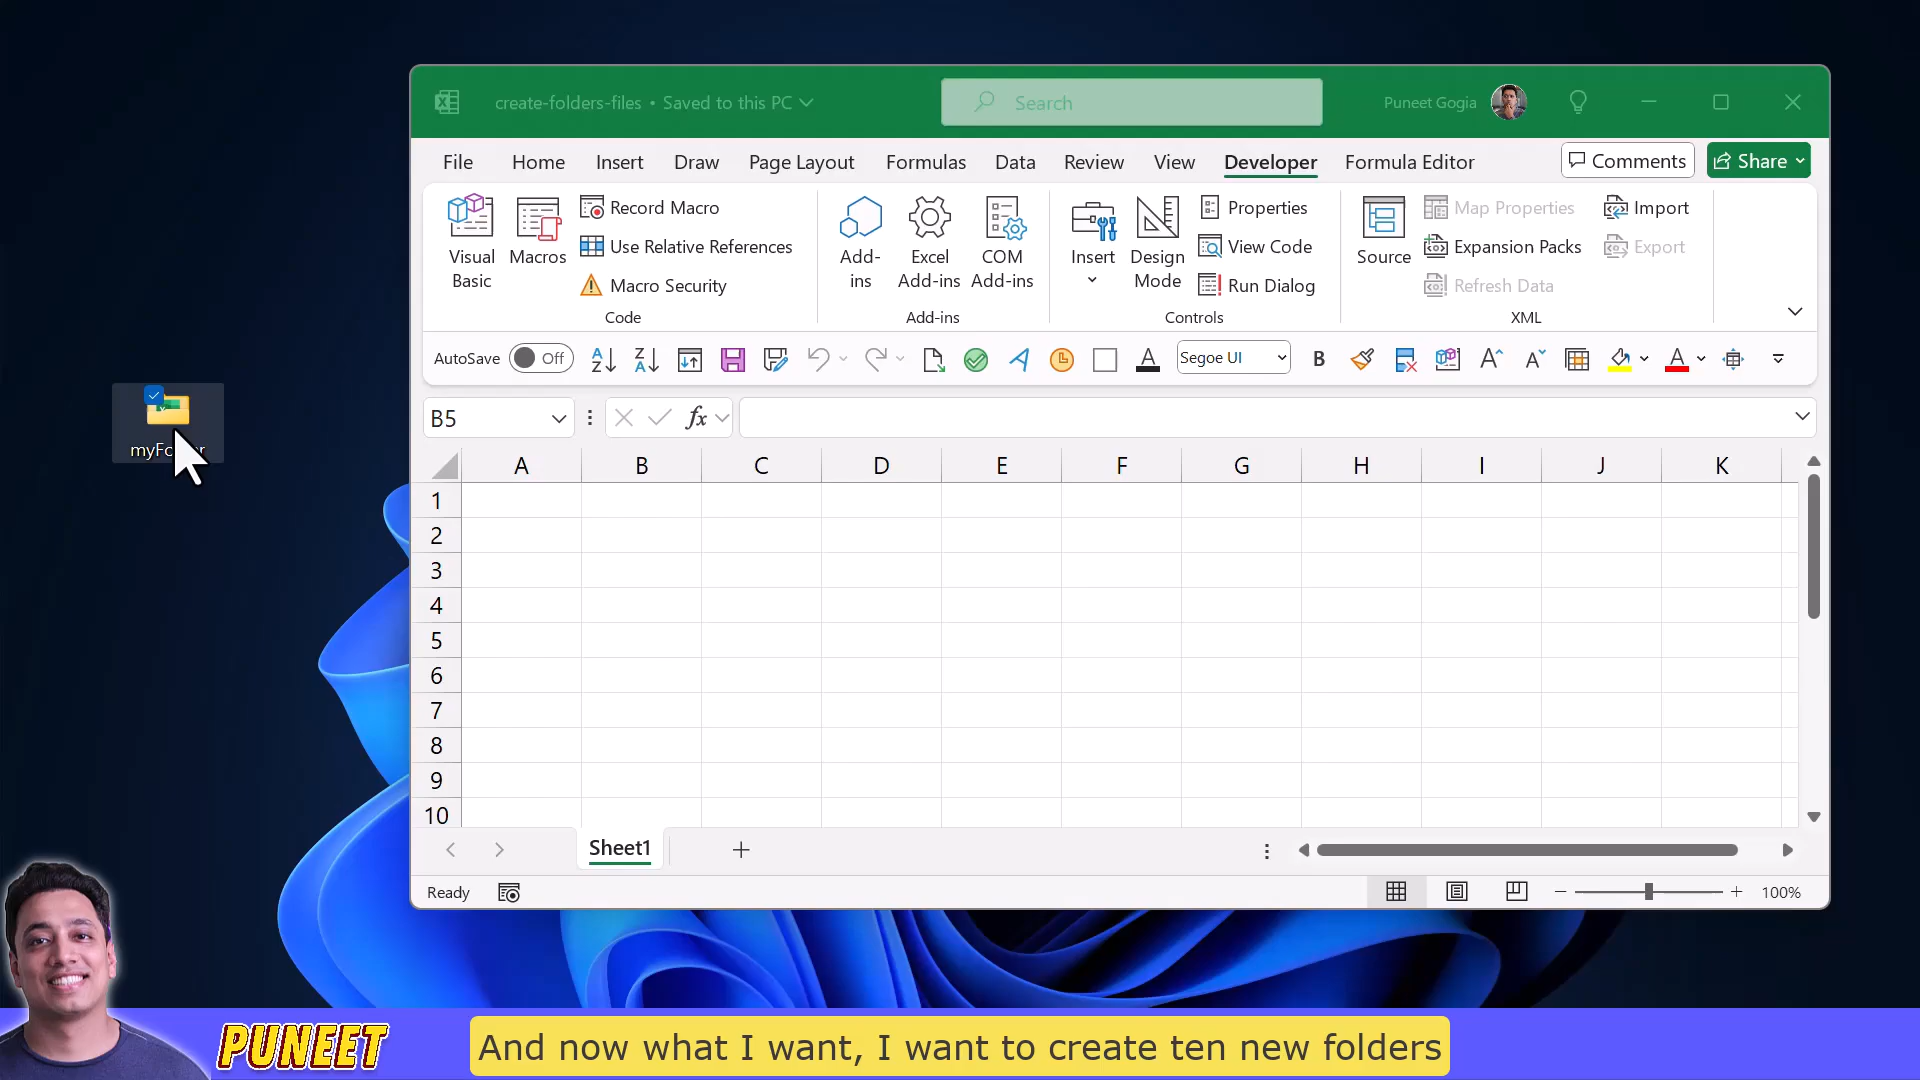 create-folders-files • Saved to this PC
Search
Puneet Gogia
File Home Insert Draw Page Layout Formulas Data Review View Developer Formula Editor
Comments Share
Visual Basic
Macros
Record Macro
Use Relative References
Macro Security
Code
Add-ins
Excel Add-ins
COM Add-ins
Add-ins
Insert
Design Mode
Properties
View Code
Run Dialog
Controls
Source
Map Properties
Expansion Packs
Refresh Data
Import
Export
XML
AutoSave Off
Segoe UI
B
B5
fx
A B C D E F G H I J K
1
2
3
4
5
6
7
8
9
10
Sheet1
Ready
100%
PUNEET
And now what I want, I want to create ten new folders